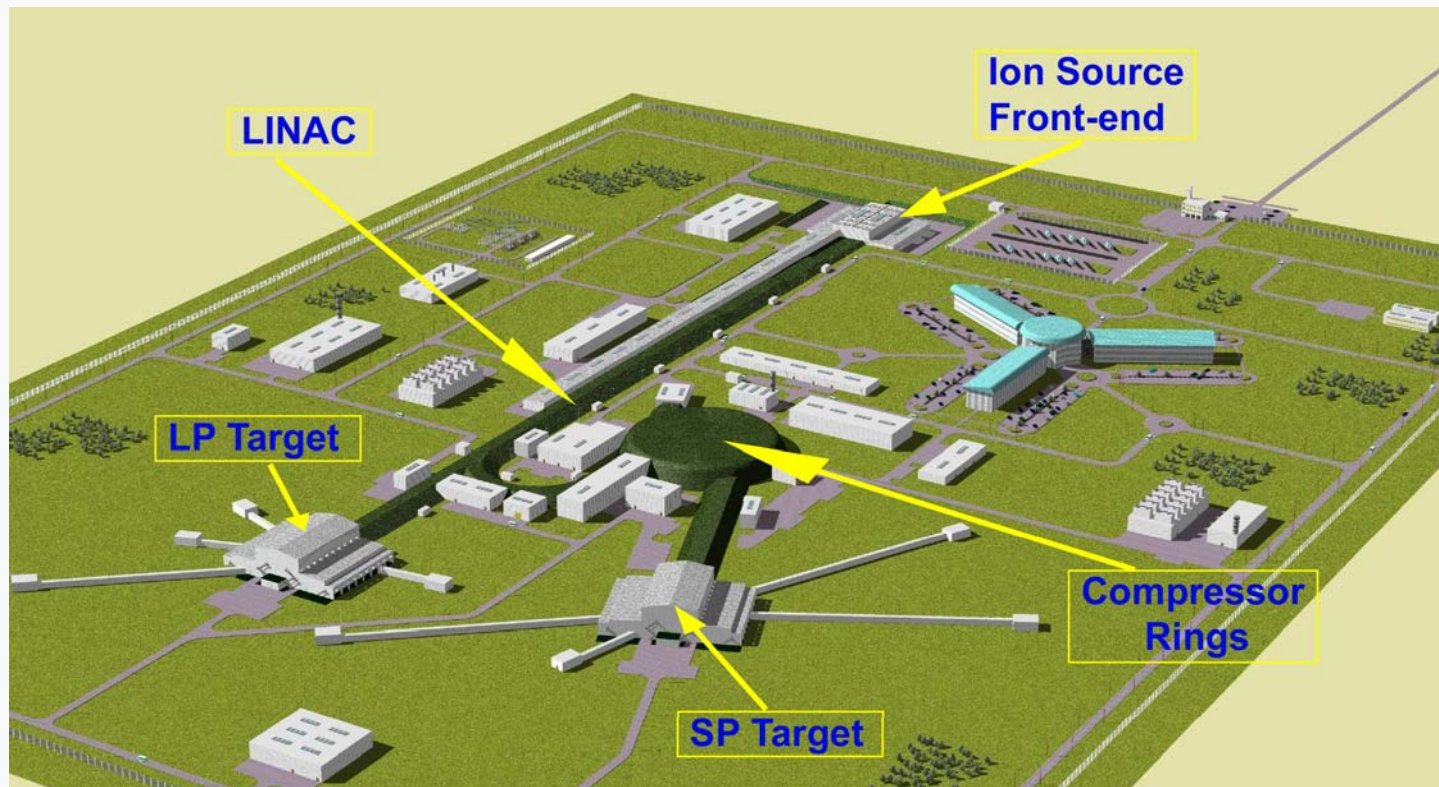 Ion Source
Front-end
LINAC
LP Target
Compressor
Rings
SP Target